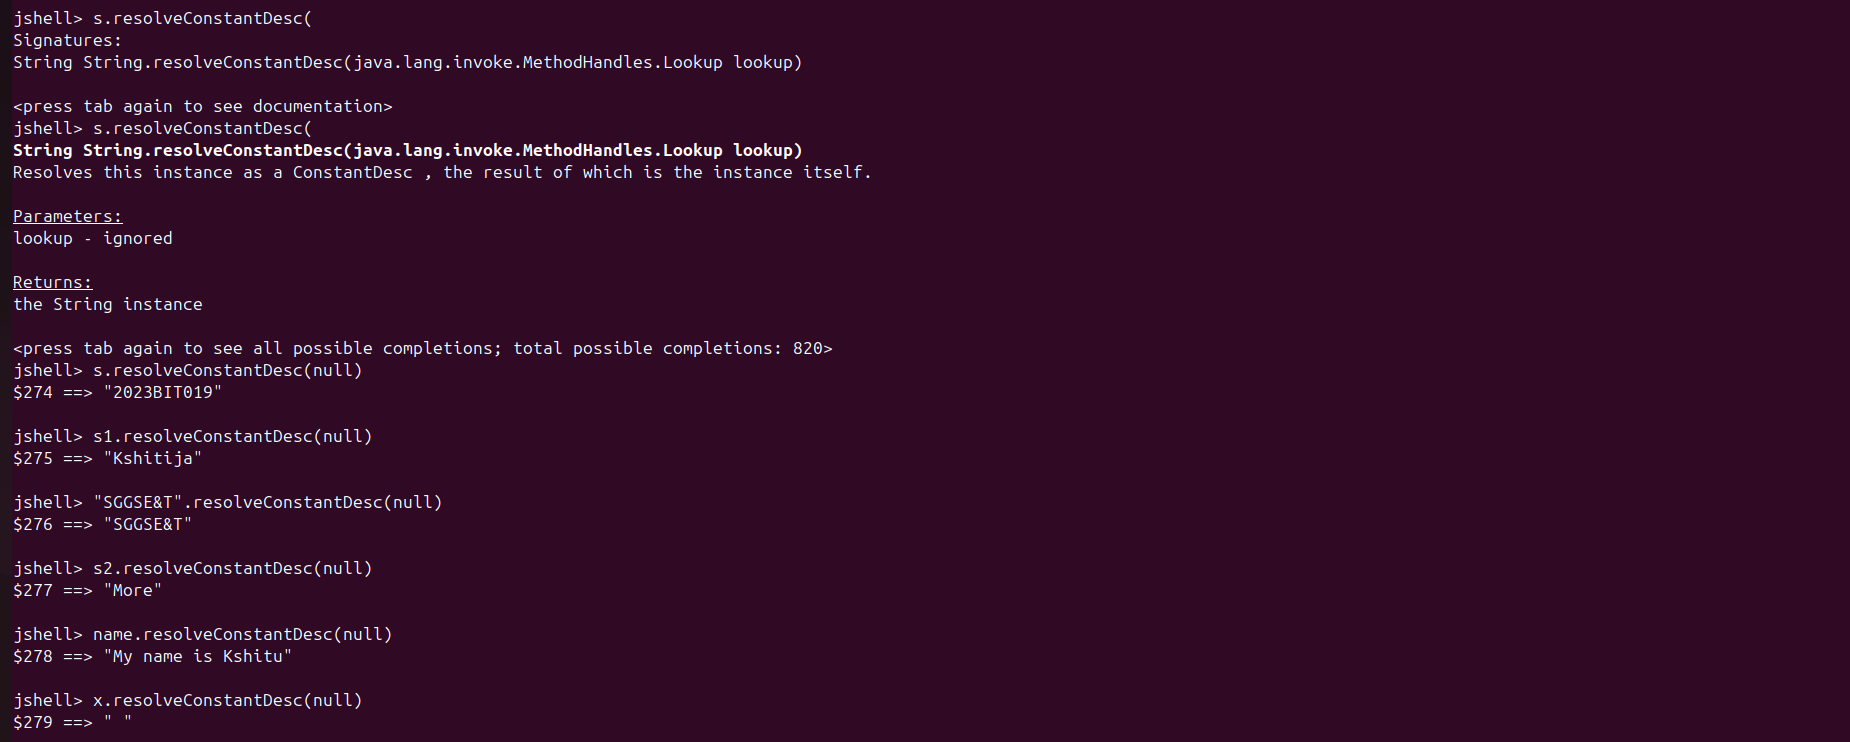 jshell> s.resolveConstantDesc(
Signatures:
String String.resolveConstantDesc(java.lang.invoke.MethodHandles.Lookup lookup)
<press tab again to see documentation>
jshell> s.resolveConstantDesc(
String String.resolveConstantDesc(java.lang.invoke.MethodHandles.Lookup lookup)
Resolves this instance as a ConstantDesc , the result of which is the instance itself.
Parameters:
lookup - ignored
Returns:
the String instance
<press tab again to see all possible completions; total possible completions: 820>
jshell> s.resolveConstantDesc(null)
$274 ==> "2023BIT019"
jshell> s1.resolveConstantDesc(null)
$275 ==> "Kshitija"
jshell> "SGGSE&T".resolveConstantDesc(null)
$276 ==> "SGGSE&T"
jshell> s2.resolveConstantDesc(null)
$277 ==> "More"
jshell> name.resolveConstantDesc(null)
$278 ==> "My name is Kshitu"
jshell> x.resolveConstantDesc(null)
$279 ==> " "